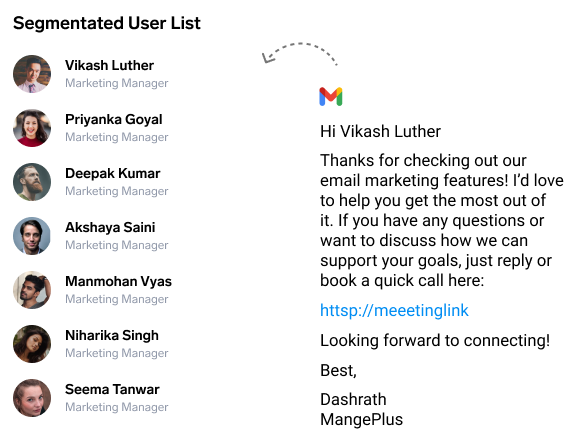 Segmentated User List
Vikash Luther
Marketing Manager
Priyanka Goyal
Marketing Manager
Deepak Kumar
Marketing Manager
Akshaya Saini
Marketing Manager
Manmohan Vyas
Marketing Manager
Niharika Singh
Marketing Manager
Seema Tanwar
Marketing Manager
Hi Vikash Luther
Thanks for checking out our
email marketing features! I’d love
to help you get the most out of
it. If you have any questions or
want to discuss how we can
support your goals, just reply or
book a quick call here:
httsp://meeetinglink
Looking forward to connecting!
Best,
Dashrath
MangePlus